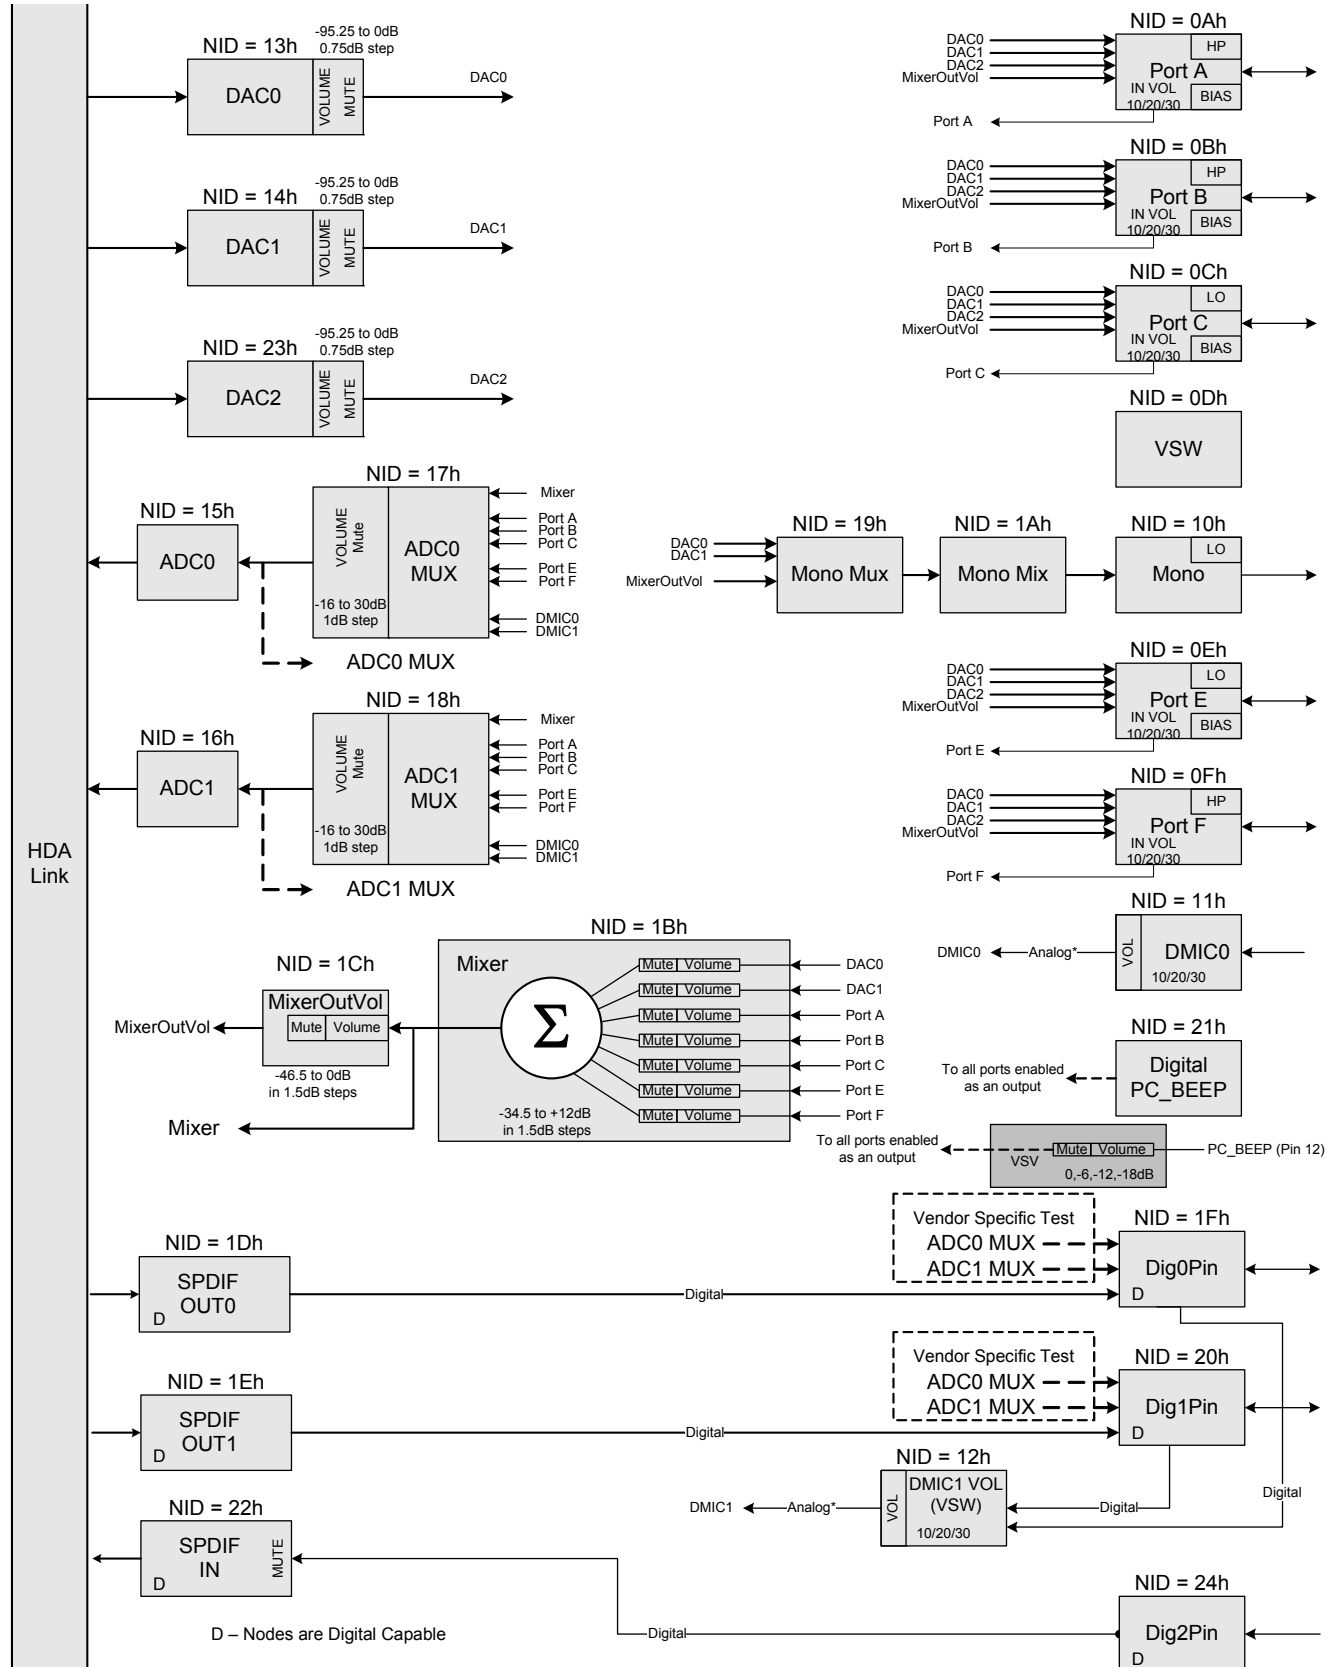 HDA
Link
NID = 13h
-95.25 to 0dB
0.75dB step
DAC0
VOLUME
MUTE
DAC0
NID = 14h
-95.25 to 0dB
0.75dB step
DAC1
VOLUME
MUTE
DAC1
NID = 23h
-95.25 to 0dB
0.75dB step
DAC2
VOLUME
MUTE
DAC2
NID = 17h
NID = 15h
ADC0
VOLUME
Mute
-16 to 30dB
1dB step
ADC0
MUX
Mixer
Port A
Port B
Port C
Port E
Port F
DMIC0
DMIC1
ADC0 MUX
NID = 18h
NID = 16h
ADC1
VOLUME
Mute
-16 to 30dB
1dB step
ADC1
MUX
Mixer
Port A
Port B
Port C
Port E
Port F
DMIC0
DMIC1
ADC1 MUX
NID = 1Bh
Mixer
Σ
Mute Volume
Mute Volume
Mute Volume
Mute Volume
Mute Volume
Mute Volume
Mute Volume
DAC0
DAC1
Port A
Port B
Port C
Port E
Port F
-34.5 to +12dB
in 1.5dB steps
NID = 1Ch
MixerOutVol
Mute Volume
-46.5 to 0dB
in 1.5dB steps
MixerOutVol
Mixer
NID = 0Ah
DAC0
DAC1
DAC2
MixerOutVol
HP
Port A
IN VOL
10/20/30
BIAS
Port A
NID = 0Bh
DAC0
DAC1
DAC2
MixerOutVol
HP
Port B
IN VOL
10/20/30
BIAS
Port B
NID = 0Ch
DAC0
DAC1
DAC2
MixerOutVol
LO
Port C
IN VOL
10/20/30
BIAS
Port C
NID = 0Dh
VSW
NID = 19h
DAC0
DAC1
MixerOutVol
Mono Mux
NID = 1Ah
Mono Mix
NID = 10h
LO
Mono
NID = 0Eh
DAC0
DAC1
DAC2
MixerOutVol
LO
Port E
IN VOL
10/20/30
BIAS
Port E
NID = 0Fh
DAC0
DAC1
DAC2
MixerOutVol
HP
Port F
IN VOL
10/20/30
Port F
NID = 11h
DMIC0
Analog*
VOL
DMIC0
10/20/30
NID = 21h
To all ports enabled
as an output
Digital
PC_BEEP
To all ports enabled
as an output
VSV
Mute Volume
0,-6,-12,-18dB
PC_BEEP (Pin 12)
NID = 1Dh
SPDIF
OUT0
D
Digital
Vendor Specific Test
ADC0 MUX
ADC1 MUX
NID = 1Fh
Dig0Pin
D
NID = 1Eh
SPDIF
OUT1
D
Digital
Vendor Specific Test
ADC0 MUX
ADC1 MUX
NID = 20h
Dig1Pin
D
NID = 12h
DMIC1
Analog*
VOL
DMIC1 VOL
(VSW)
10/20/30
Digital
Digital
NID = 22h
SPDIF
IN
D
MUTE
Digital
NID = 24h
Dig2Pin
D
D – Nodes are Digital Capable